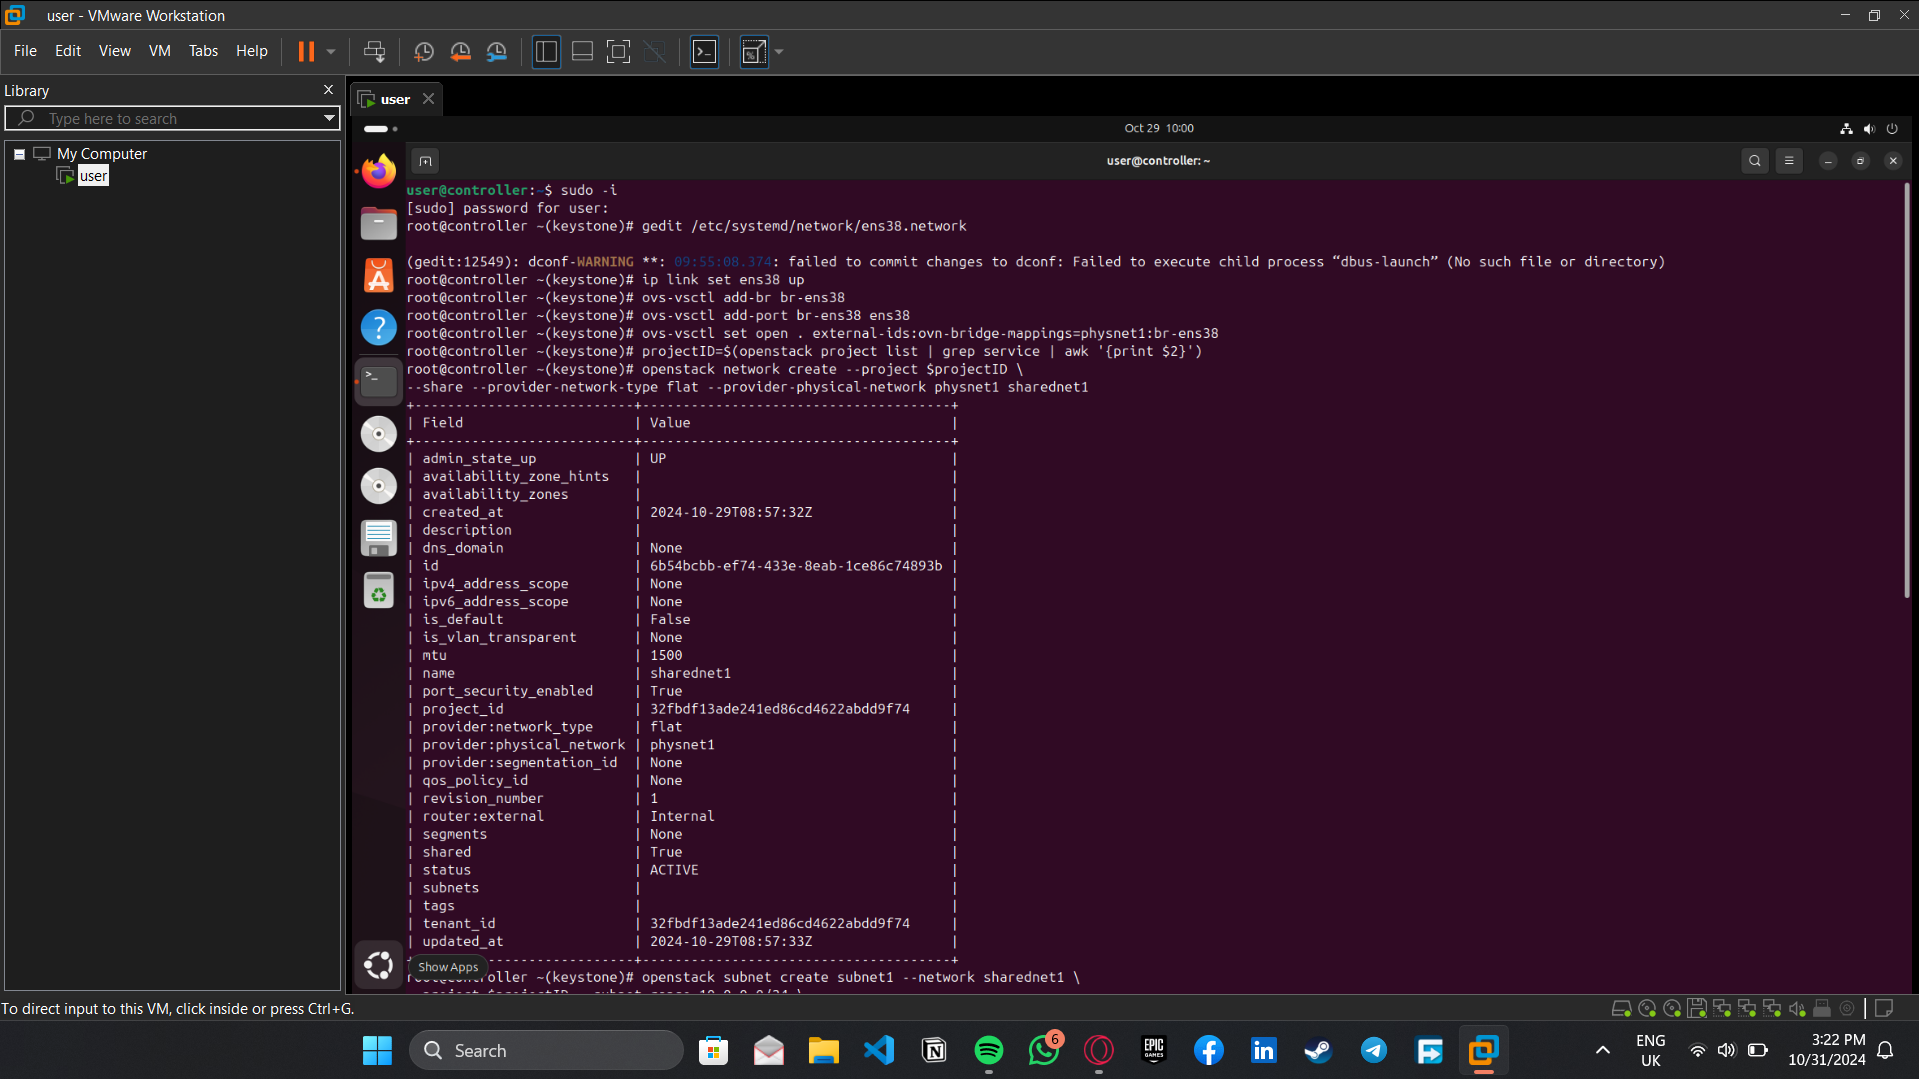 user - VMware Workstation
File Edit View VM Tabs Help
Library
Type here to search
My Computer
user
user
Oct 29 10:00
user@controller: ~
user@controller:~$ sudo -i
[sudo] password for user:
root@controller ~(keystone)# gedit /etc/systemd/network/ens38.network
(gedit:12549): dconf-WARNING **: 09:55:08.374: failed to commit changes to dconf: Failed to execute child process “dbus-launch” (No such file or directory)
root@controller ~(keystone)# ip link set ens38 up
root@controller ~(keystone)# ovs-vsctl add-br br-ens38
root@controller ~(keystone)# ovs-vsctl add-port br-ens38 ens38
root@controller ~(keystone)# ovs-vsctl set open . external-ids:ovn-bridge-mappings=physnet1:br-ens38
root@controller ~(keystone)# projectID=$(openstack project list | grep service | awk '{print $2}')
root@controller ~(keystone)# openstack network create --project $projectID \
--share --provider-network-type flat --provider-physical-network physnet1 sharednet1
+---------------------------+--------------------------------------+
| Field | Value |
+---------------------------+--------------------------------------+
| admin_state_up | UP |
| availability_zone_hints | |
| availability_zones | |
| created_at | 2024-10-29T08:57:32Z |
| description | |
| dns_domain | None |
| id | 6b54bcbb-ef74-433e-8eab-1ce86c74893b |
| ipv4_address_scope | None |
| ipv6_address_scope | None |
| is_default | False |
| is_vlan_transparent | None |
| mtu | 1500 |
| name | sharednet1 |
| port_security_enabled | True |
| project_id | 32fbdf13ade241ed86cd4622abdd9f74 |
| provider:network_type | flat |
| provider:physical_network | physnet1 |
| provider:segmentation_id | None |
| qos_policy_id | None |
| revision_number | 1 |
| router:external | Internal |
| segments | None |
| shared | True |
| status | ACTIVE |
| subnets | |
| tags | |
| tenant_id | 32fbdf13ade241ed86cd4622abdd9f74 |
| updated_at | 2024-10-29T08:57:33Z |
+---------------------------+--------------------------------------+
Show Apps
root@controller ~(keystone)# openstack subnet create subnet1 --network sharednet1 \
To direct input to this VM, click inside or press Ctrl+G.
Search
6
EPIC GAMES
ENG
UK
3:22 PM
10/31/2024